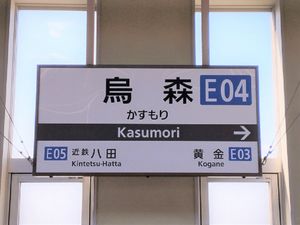 烏森 E04
かすもり
Kasumori →
E05 近鉄八田 黄金 E03
Kintetsu-Hatta Kogane